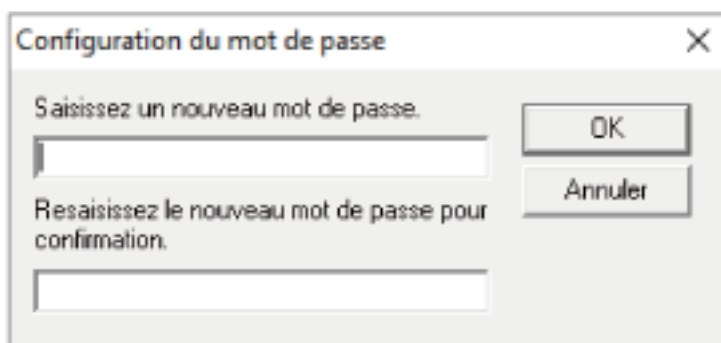 Configuration du mot de passe
Saisissez un nouveau mot de passe.
OK
Annuler
Resaisissez le nouveau mot de passe pour
confirmation.